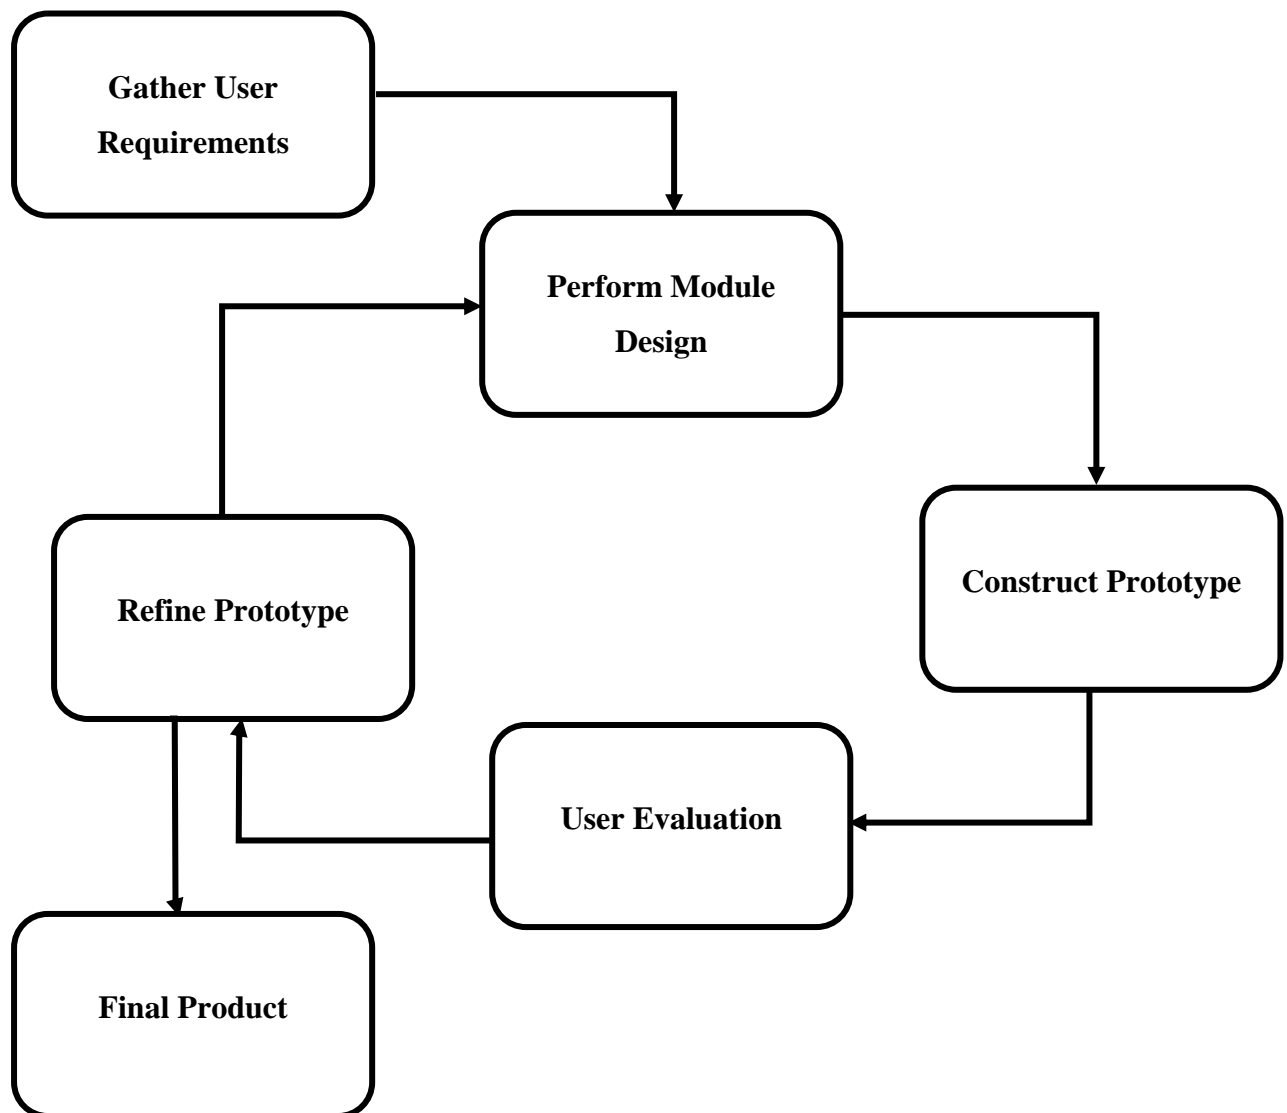 Gather User
Requirements
Perform Module
Design
Construct Prototype
Refine Prototype
User Evaluation
Final Product